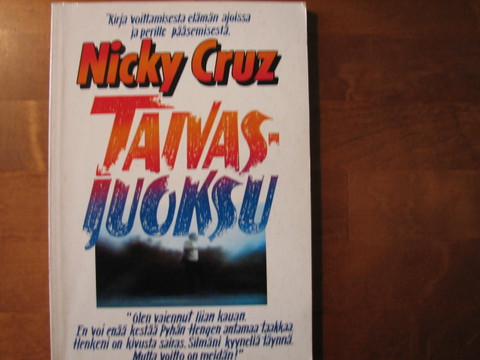 "Kirja voittamisesta elämän ajoissa
ja perille pääsemisestä.
Nicky Cruz
TAIVAS-
JUOKSU
"Olen vaiennut liian kauan.
En voi enää kestää Pyhän Hengen antamaa taakkaa
Henkeni on kivusta sairas. Silmäni kyyneliä täynnä.
Mutta voitto on meidän!"